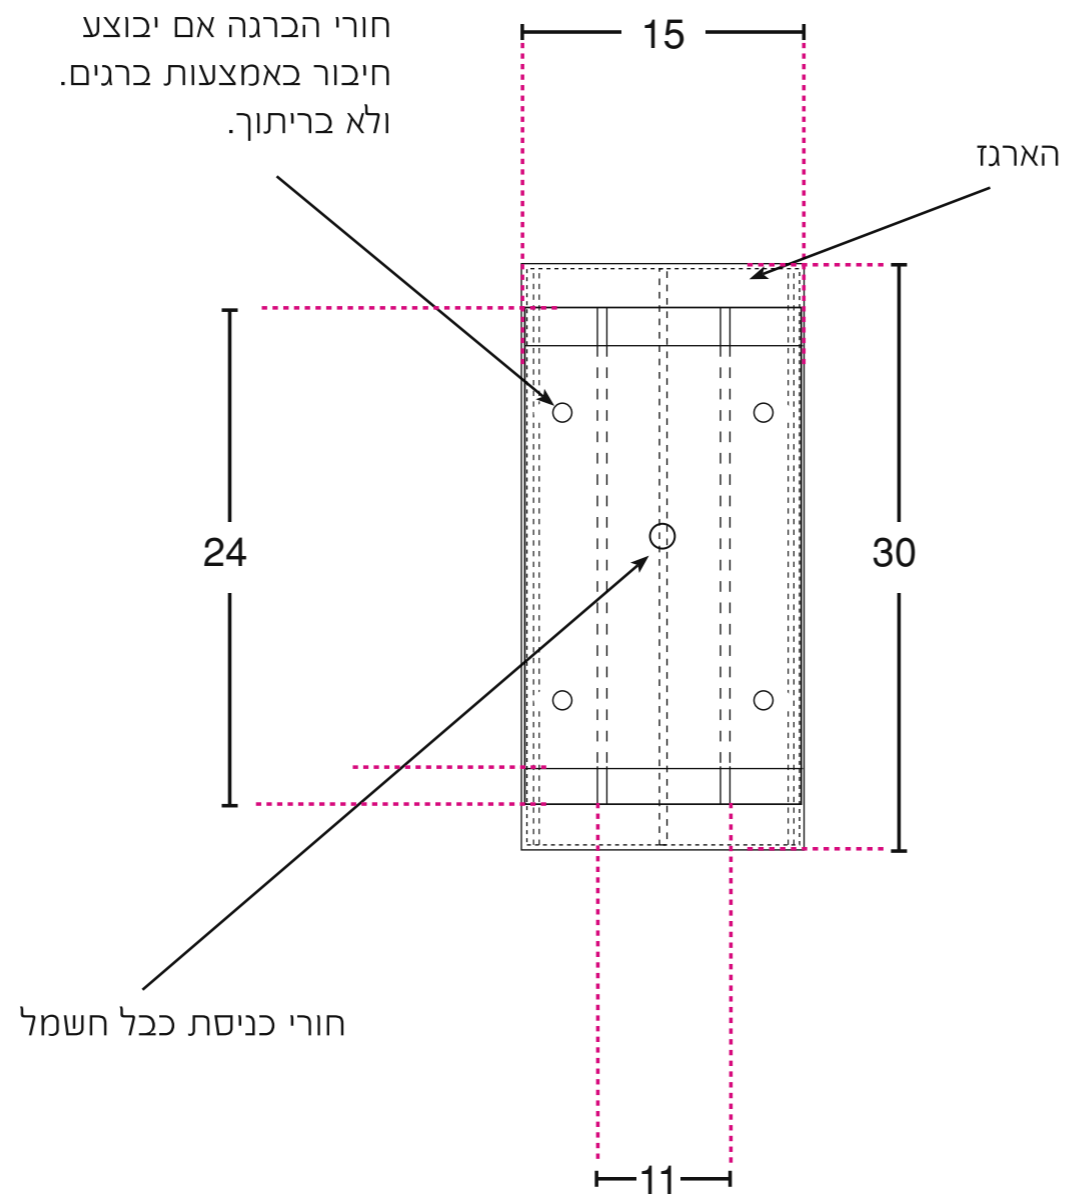 חורי הברגה אם יבוצע
חיבור באמצעות ברגים.
ולא בריתוך.
15
הארגז
24
30
חורי כניסת כבל חשמל
11